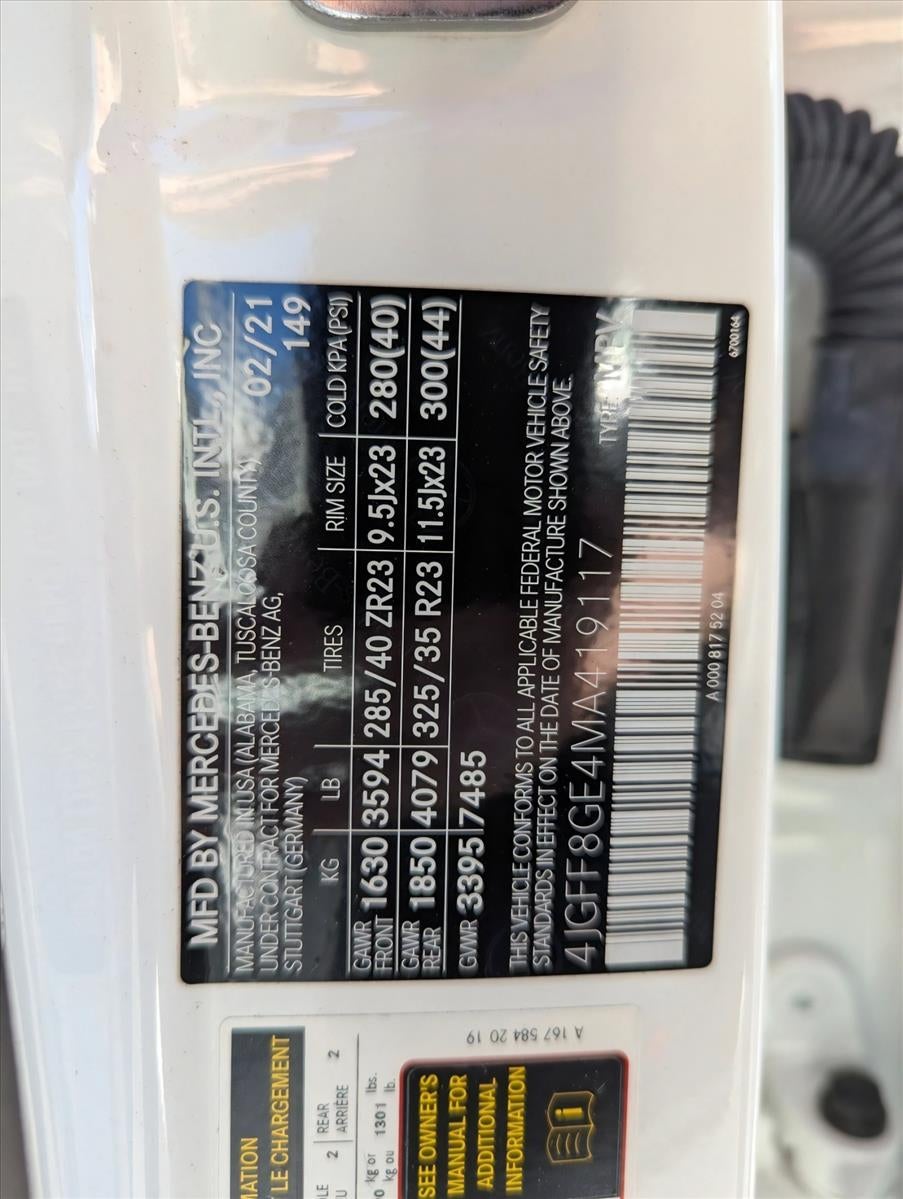 MFD BY MERCEDES-BENZ U.S. INTL., INC
MANUFACTURED IN USA (ALABAMA, TUSCALOOSA COUNTY) 02/21
UNDER CONTRACT FOR MERCEDES-BENZ AG, 149
STUTTGART (GERMANY)
KG LB TIRES RIM SIZE COLD KPA(PSI)
GAWR FRONT 1630 3594 285/40 ZR23 9.5Jx23 280(40)
GAWR REAR 1850 4079 325/35 R23 11.5Jx23 300(44)
GVWR 3395 7485
THIS VEHICLE CONFORMS TO ALL APPLICABLE FEDERAL MOTOR VEHICLE SAFETY
STANDARDS IN EFFECT ON THE DATE OF MANUFACTURE SHOWN ABOVE.
4JGFF8GE4MA419117 TYPE: MPV
A 000 817 52 04
6700164
MATION
LE CHARGEMENT
2 REAR 2
ARRIÈRE
kg or lbs.
kg ou 1301 lb.
SEE OWNER'S
MANUAL FOR
ADDITIONAL
INFORMATION
A 167 584 20 19